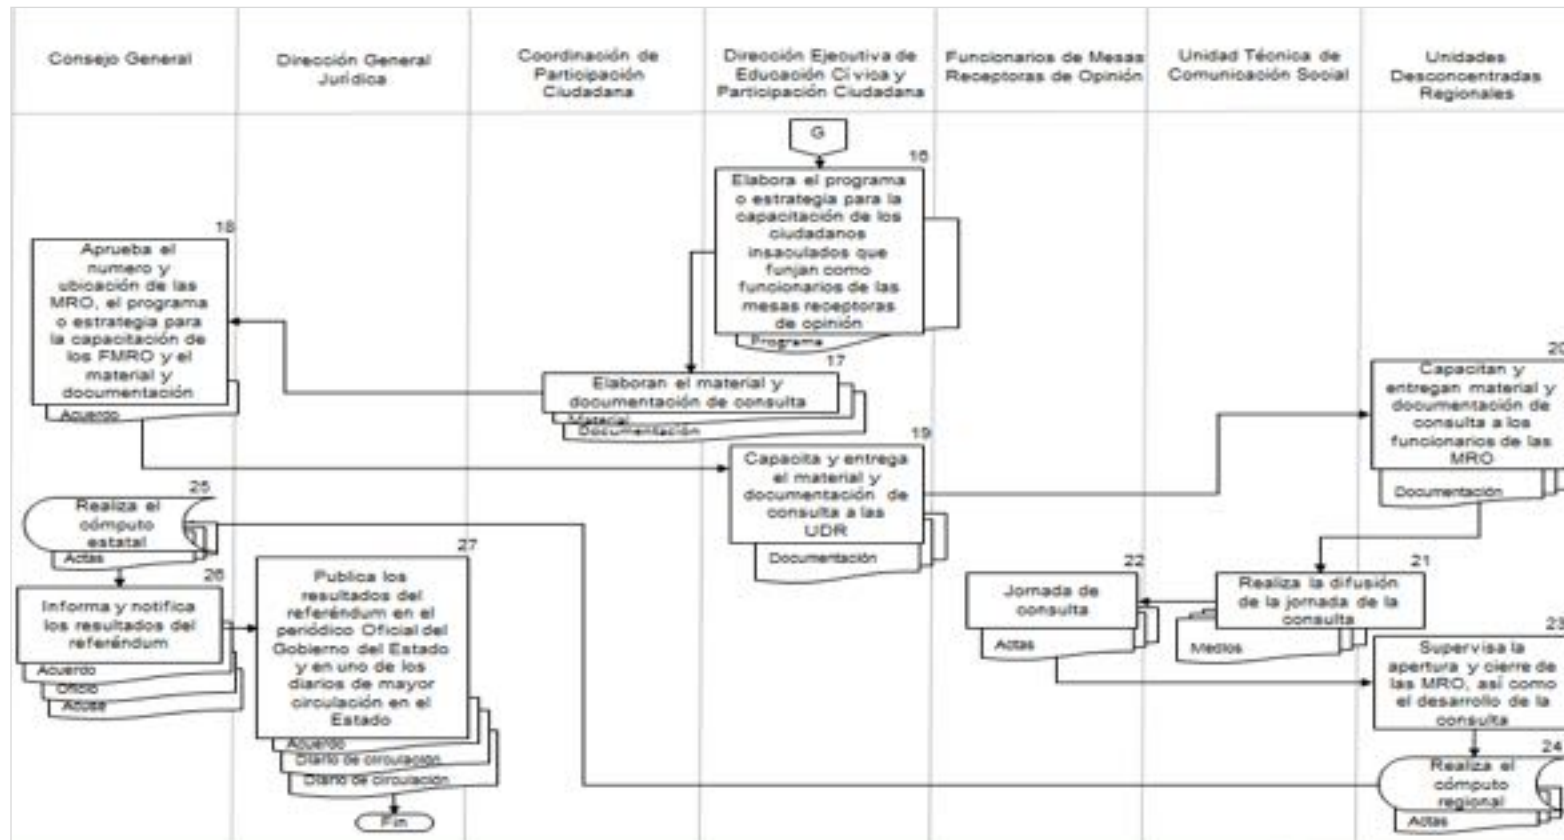 Consejo General
Dirección General
Jurídica
Coordinación de
Participación
Ciudadana
Dirección Ejecutiva de
Educación Cívica y
Participación Ciudadana
Funcionarios de Mesas
Receptoras de Opinión
Unidad Técnica de
Comunicación Social
Unidades
Desconcentradas
Regionales
G
16
Elabora el programa
o estrategia para la
capacitación de los
ciudadanos
insaculados que
funjan como
funcionarios de las
mesas receptoras
de opinión
Programa
17
Elaboran el material y
documentación de consulta
Material
Documentación
18
Aprueba el
numero y
ubicación de las
MRO, el programa
o estrategia para
la capacitación de
los FMRO y el
material y
documentación
Acuerdo
19
Capacita y entrega
el material y
documentación de
consulta a las
UDR
Documentación
20
Capacitan y
entregan material y
documentación de
consulta a los
funcionarios de las
MRO
Documentación
21
Realiza la difusión
de la jornada de la
consulta
Medios
22
Jornada de
consulta
Actas
23
Supervisa la
apertura y cierre de
las MRO, así como
el desarrollo de la
consulta
24
Realiza el
cómputo
regional
Actas
25
Realiza el
cómputo
estatal
Actas
26
Informa y notifica
los resultados del
referéndum
Acuerdo
Oficio
Acuse
27
Publica los
resultados del
referéndum en el
periódico Oficial del
Gobierno del Estado
y en uno de los
diarios de mayor
circulación en el
Estado
Acuerdo
Diario de circulación
Diario de circulación
Fin